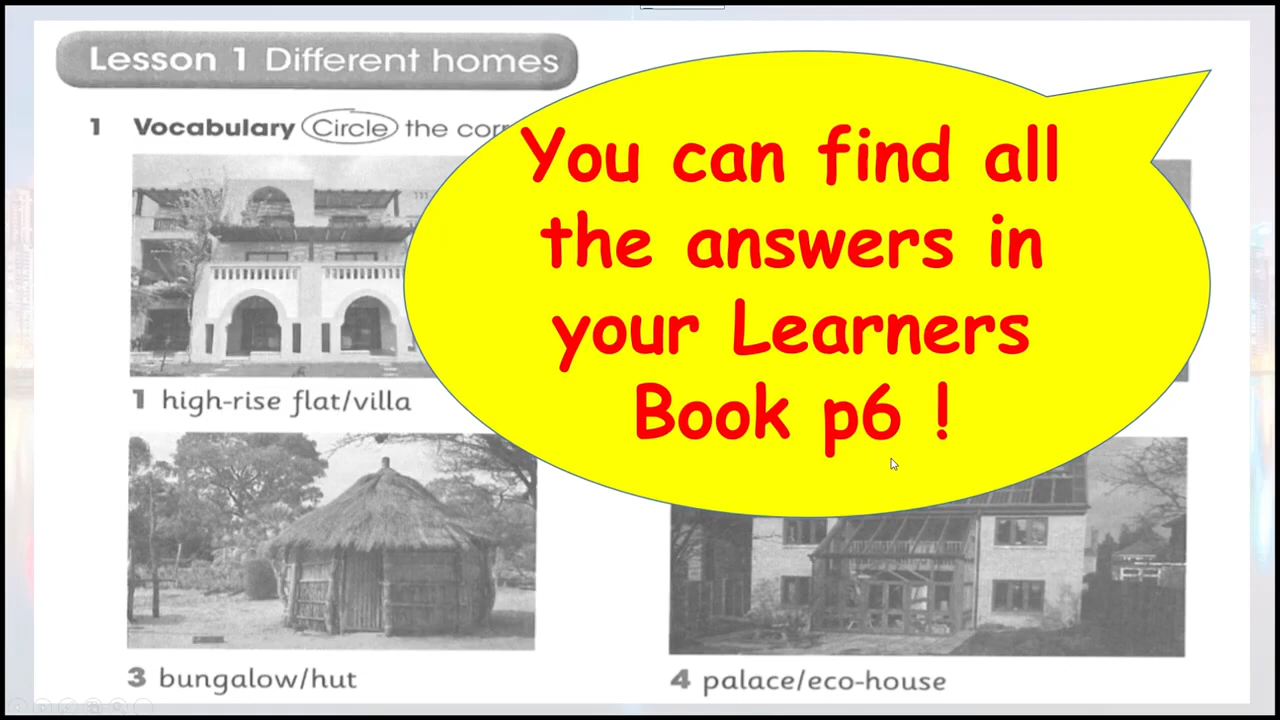 Lesson 1 Different homes
1 Vocabulary Circle the
You can find all
the answers in
your Learners
Book p6 !
1 high-rise flat/villa
3 bungalow/hut
4 palace/eco-house